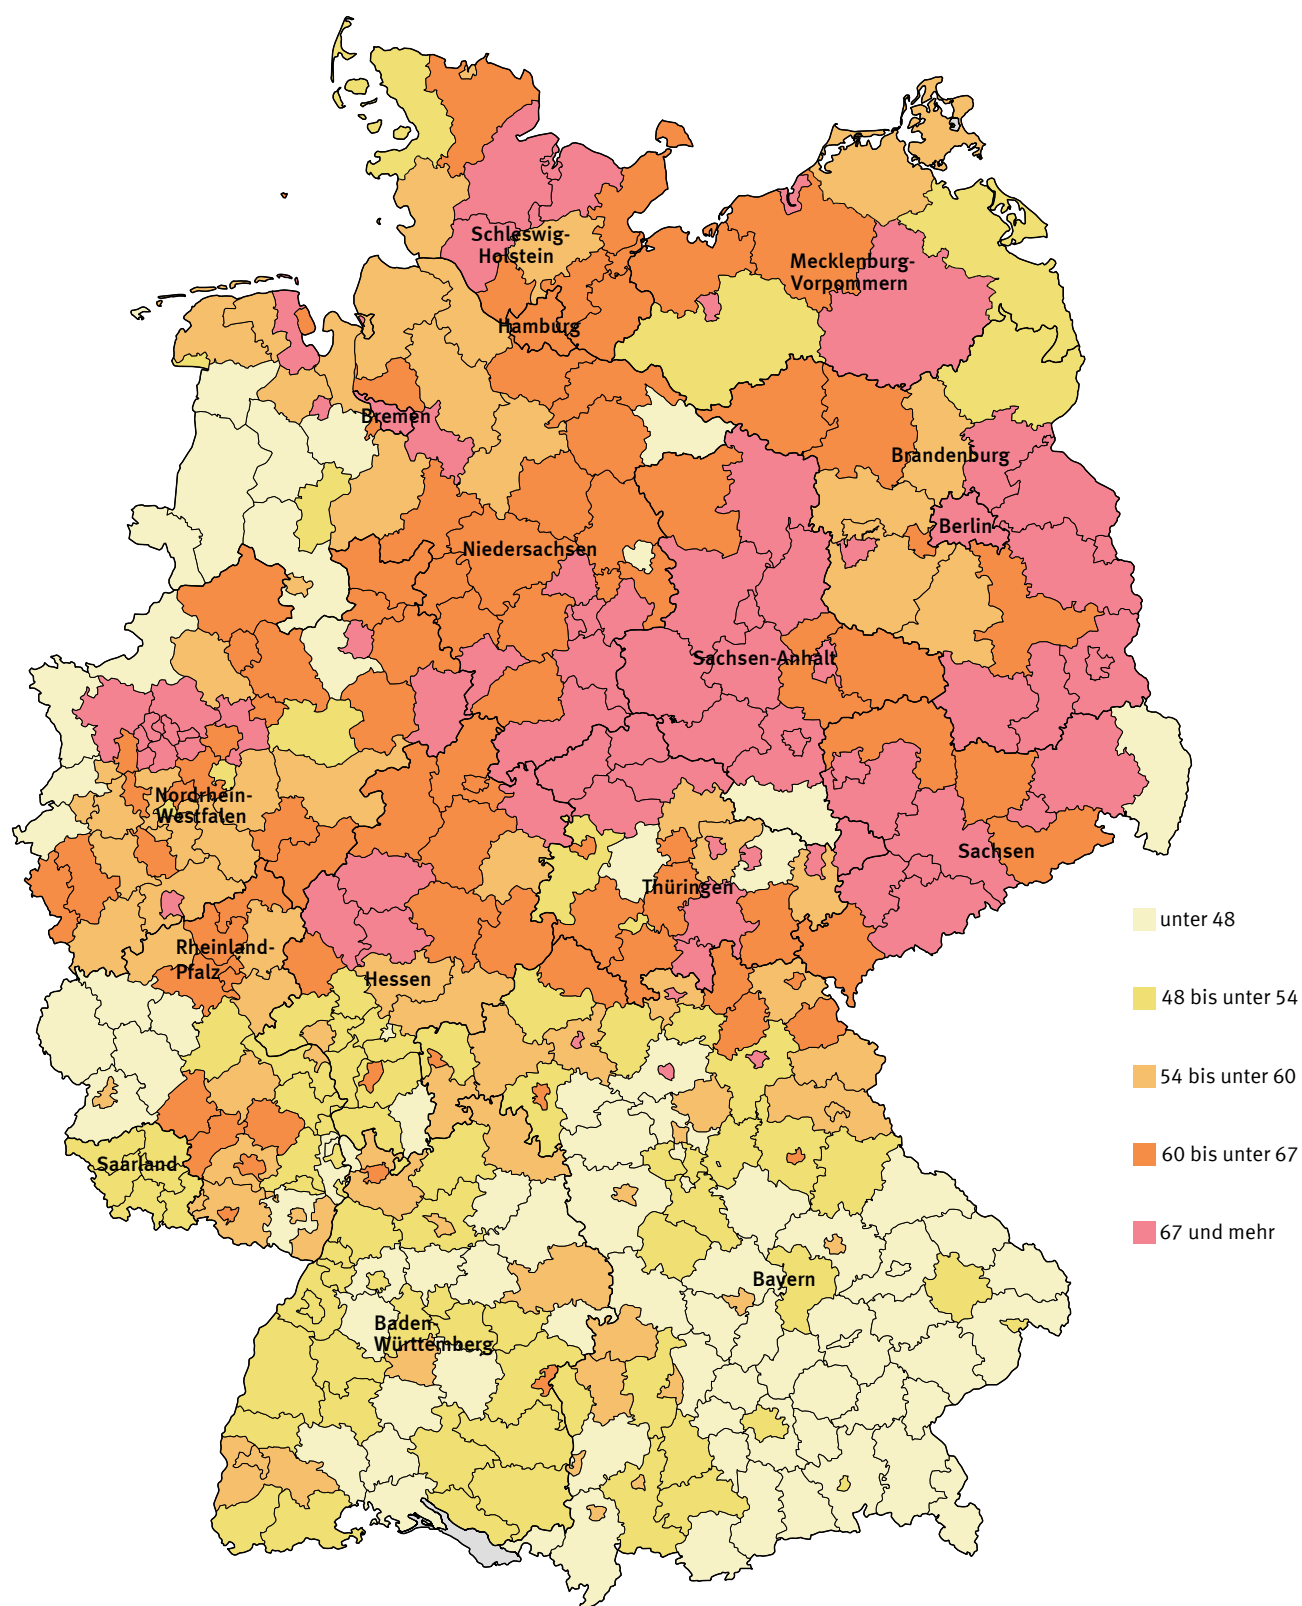 Schleswig-
Holstein
Mecklenburg-
Vorpommern
Hamburg
Bremen
Brandenburg
Berlin
Niedersachsen
Sachsen-Anhalt
Nordrhein-
Westfalen
Sachsen
Thüringen
unter 48
Rheinland-
Pfalz
Hessen
48 bis unter 54
54 bis unter 60
60 bis unter 67
Saarland
67 und mehr
Bayern
Baden-
Württemberg